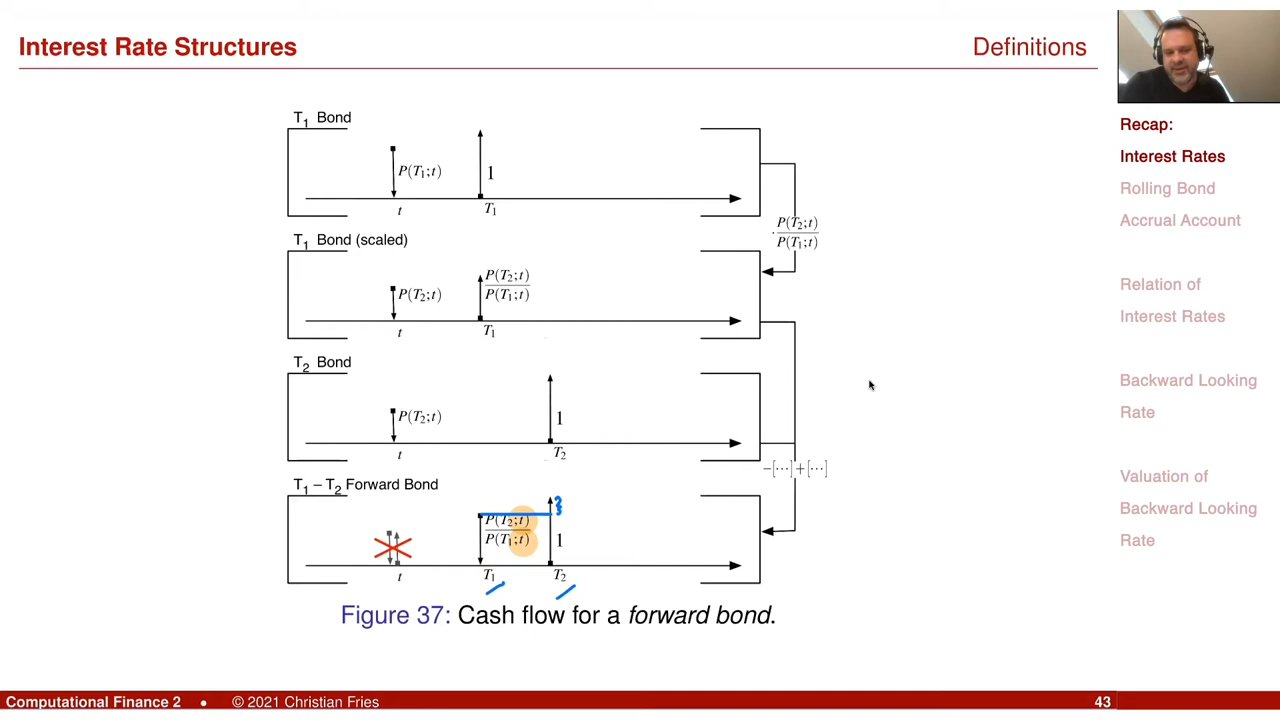 Interest Rate Structures
Definitions
T1 Bond
P(T1;t)
1
t
T1
P(T2;t)
· ———
P(T1;t)
T1 Bond (scaled)
P(T2;t)
P(T2;t)
P(T1;t)
t
T1
T2 Bond
P(T2;t)
1
t
T2
−[···]+[···]
T1 − T2 Forward Bond
P(T2;t)
P(T1;t)
1
t
T1
T2
Figure 37: Cash flow for a forward bond.
Recap:
Interest Rates
Rolling Bond
Accrual Account
Relation of
Interest Rates
Backward Looking
Rate
Valuation of
Backward Looking
Rate
Computational Finance 2 • © 2021 Christian Fries
43